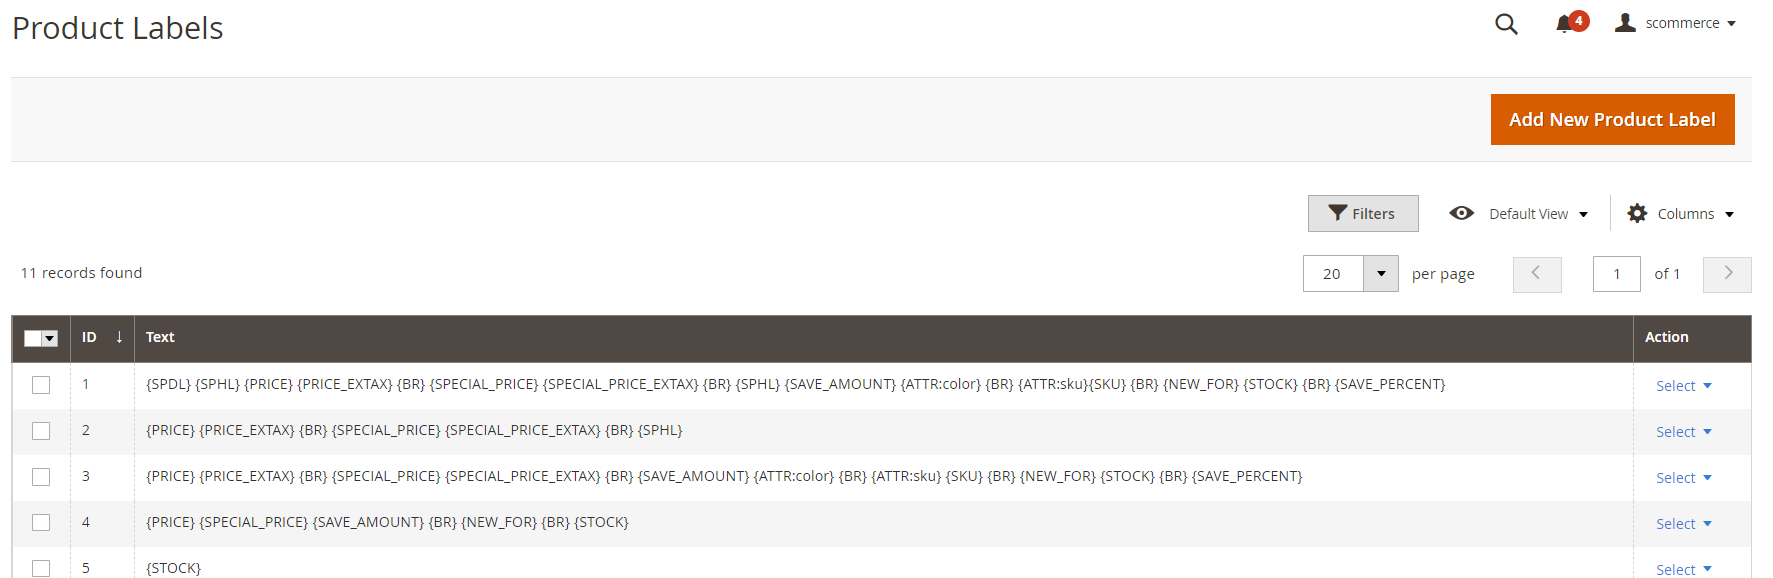 Product Labels
4
scommerce
Add New Product Label
Filters
Default View
Columns
11 records found
20 per page
1 of 1
ID ↓ Text Action
1 {SPDL} {SPHL} {PRICE} {PRICE_EXTAX} {BR} {SPECIAL_PRICE} {SPECIAL_PRICE_EXTAX} {BR} {SPHL} {SAVE_AMOUNT} {ATTR:color} {BR} {ATTR:sku}{SKU} {BR} {NEW_FOR} {STOCK} {BR} {SAVE_PERCENT} Select
2 {PRICE} {PRICE_EXTAX} {BR} {SPECIAL_PRICE} {SPECIAL_PRICE_EXTAX} {BR} {SPHL} Select
3 {PRICE} {PRICE_EXTAX} {BR} {SPECIAL_PRICE} {SPECIAL_PRICE_EXTAX} {BR} {SAVE_AMOUNT} {ATTR:color} {BR} {ATTR:sku} {SKU} {BR} {NEW_FOR} {STOCK} {BR} {SAVE_PERCENT} Select
4 {PRICE} {SPECIAL_PRICE} {SAVE_AMOUNT} {BR} {NEW_FOR} {BR} {STOCK} Select
5 {STOCK} Select